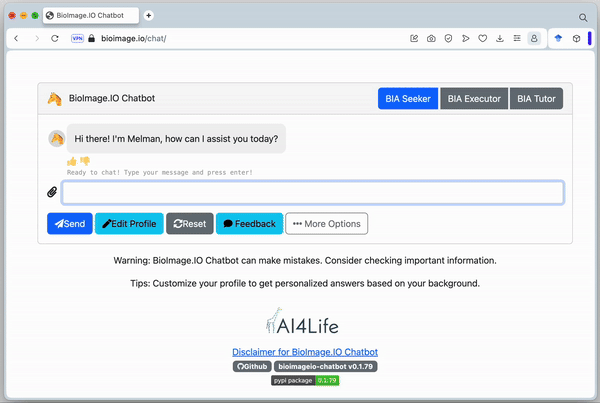 BioImage.IO Chatbot
VPN bioimage.io/chat/
BioImage.IO Chatbot BIA Seeker BIA Executor BIA Tutor
Hi there! I'm Melman, how can I assist you today?
Ready to chat! Type your message and press enter!
Send Edit Profile Reset Feedback ••• More Options
Warning: BioImage.IO Chatbot can make mistakes. Consider checking important information.
Tips: Customize your profile to get personalized answers based on your background.
AI4Life
Disclaimer for BioImage.IO Chatbot
Github bioimageio-chatbot v0.1.79
pypi package 0.1.79